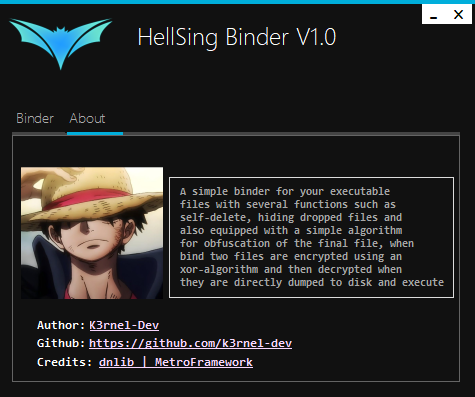 HellSing Binder V1.0
Binder About
A simple binder for your executable
files with several functions such as
self-delete, hiding dropped files and
also equipped with a simple algorithm
for obfuscation of the final file, when
bind two files are encrypted using an
xor-algorithm and then decrypted when
they are directly dumped to disk and execute
Author: K3rnel-Dev
Github: https://github.com/k3rnel-dev
Credits: dnlib | MetroFramework